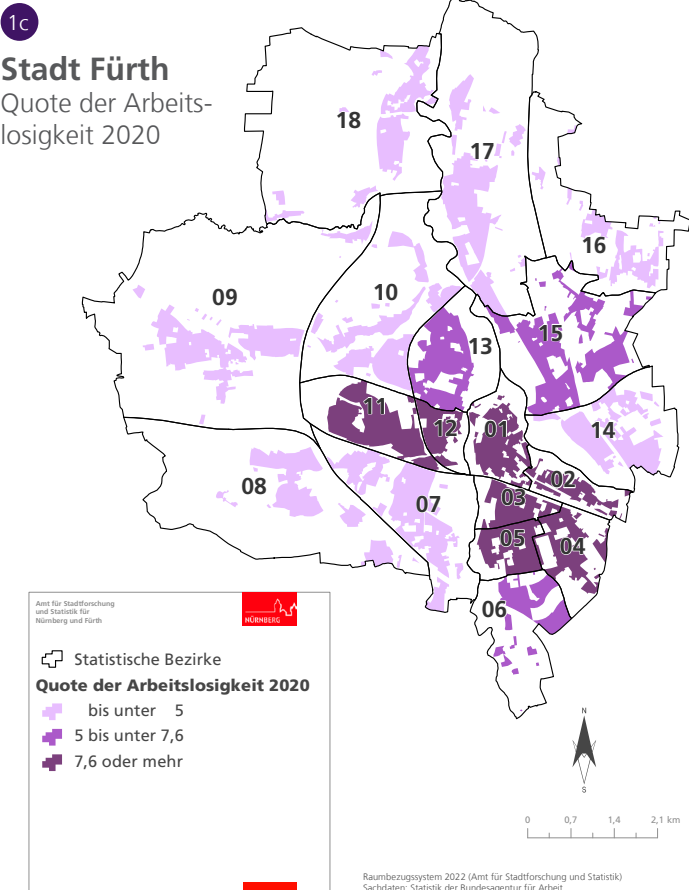 1c
Stadt Fürth
Quote der Arbeits-
losigkeit 2020
18
17
16
09
10
15
13
11
12
01
14
02
08
07
03
05
04
06
Amt für Stadtforschung
und Statistik für
Nürnberg und Fürth
NÜRNBERG
Statistische Bezirke
Quote der Arbeitslosigkeit 2020
bis unter 5
5 bis unter 7,6
7,6 oder mehr
N
S
0 0,7 1,4 2,1 km
Raumbezugssystem 2022 (Amt für Stadtforschung und Statistik)
Sachdaten: Statistik der Bundesagentur für Arbeit